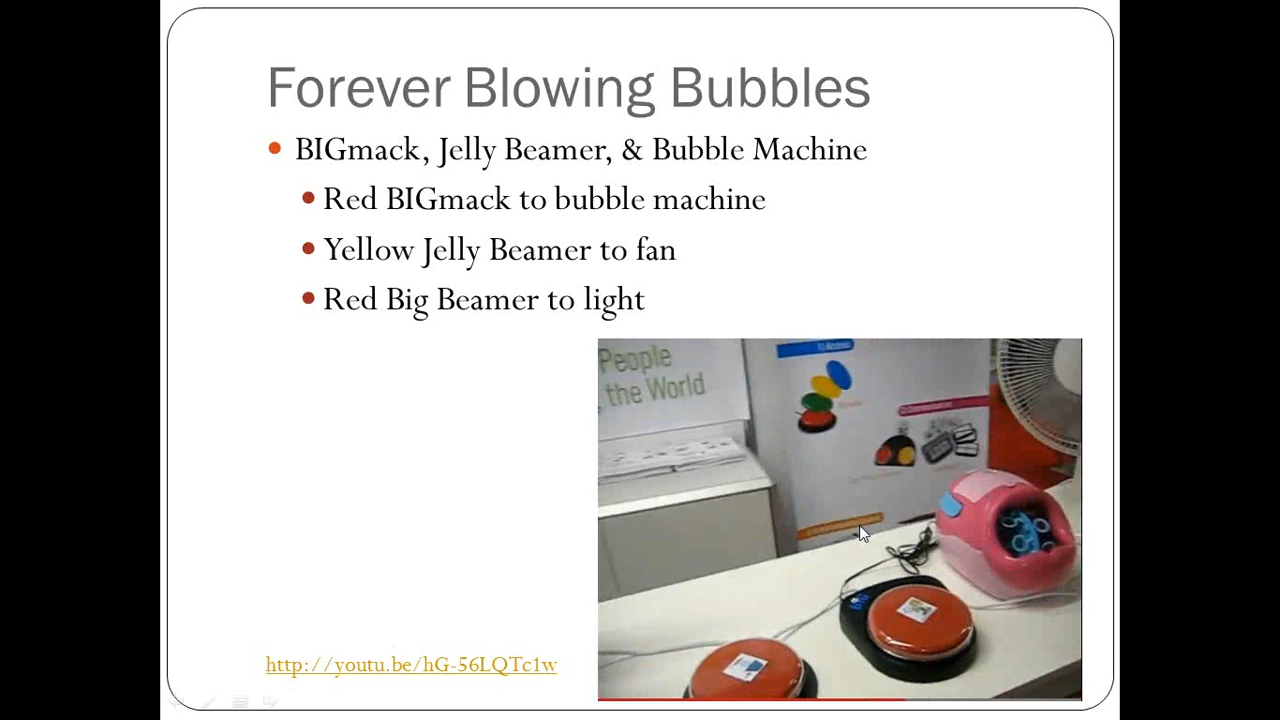 Forever Blowing Bubbles
BIGmack, Jelly Beamer, & Bubble Machine
Red BIGmack to bubble machine
Yellow Jelly Beamer to fan
Red Big Beamer to light
People
the World
http://youtu.be/hG-56LQTc1w